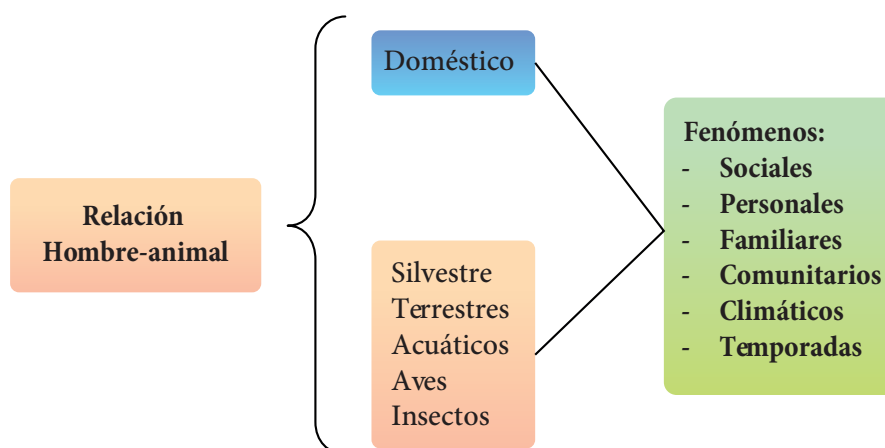 Relación
Hombre-animal
Doméstico
Silvestre
Terrestres
Acuáticos
Aves
Insectos
Fenómenos:
- Sociales
- Personales
- Familiares
- Comunitarios
- Climáticos
- Temporadas